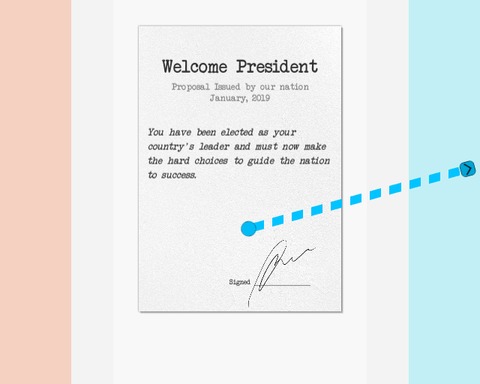 Welcome President
Proposal Issued by our nation
January, 2019
You have been elected as your
country's leader and must now make
the hard choices to guide the nation
to success.
Signed